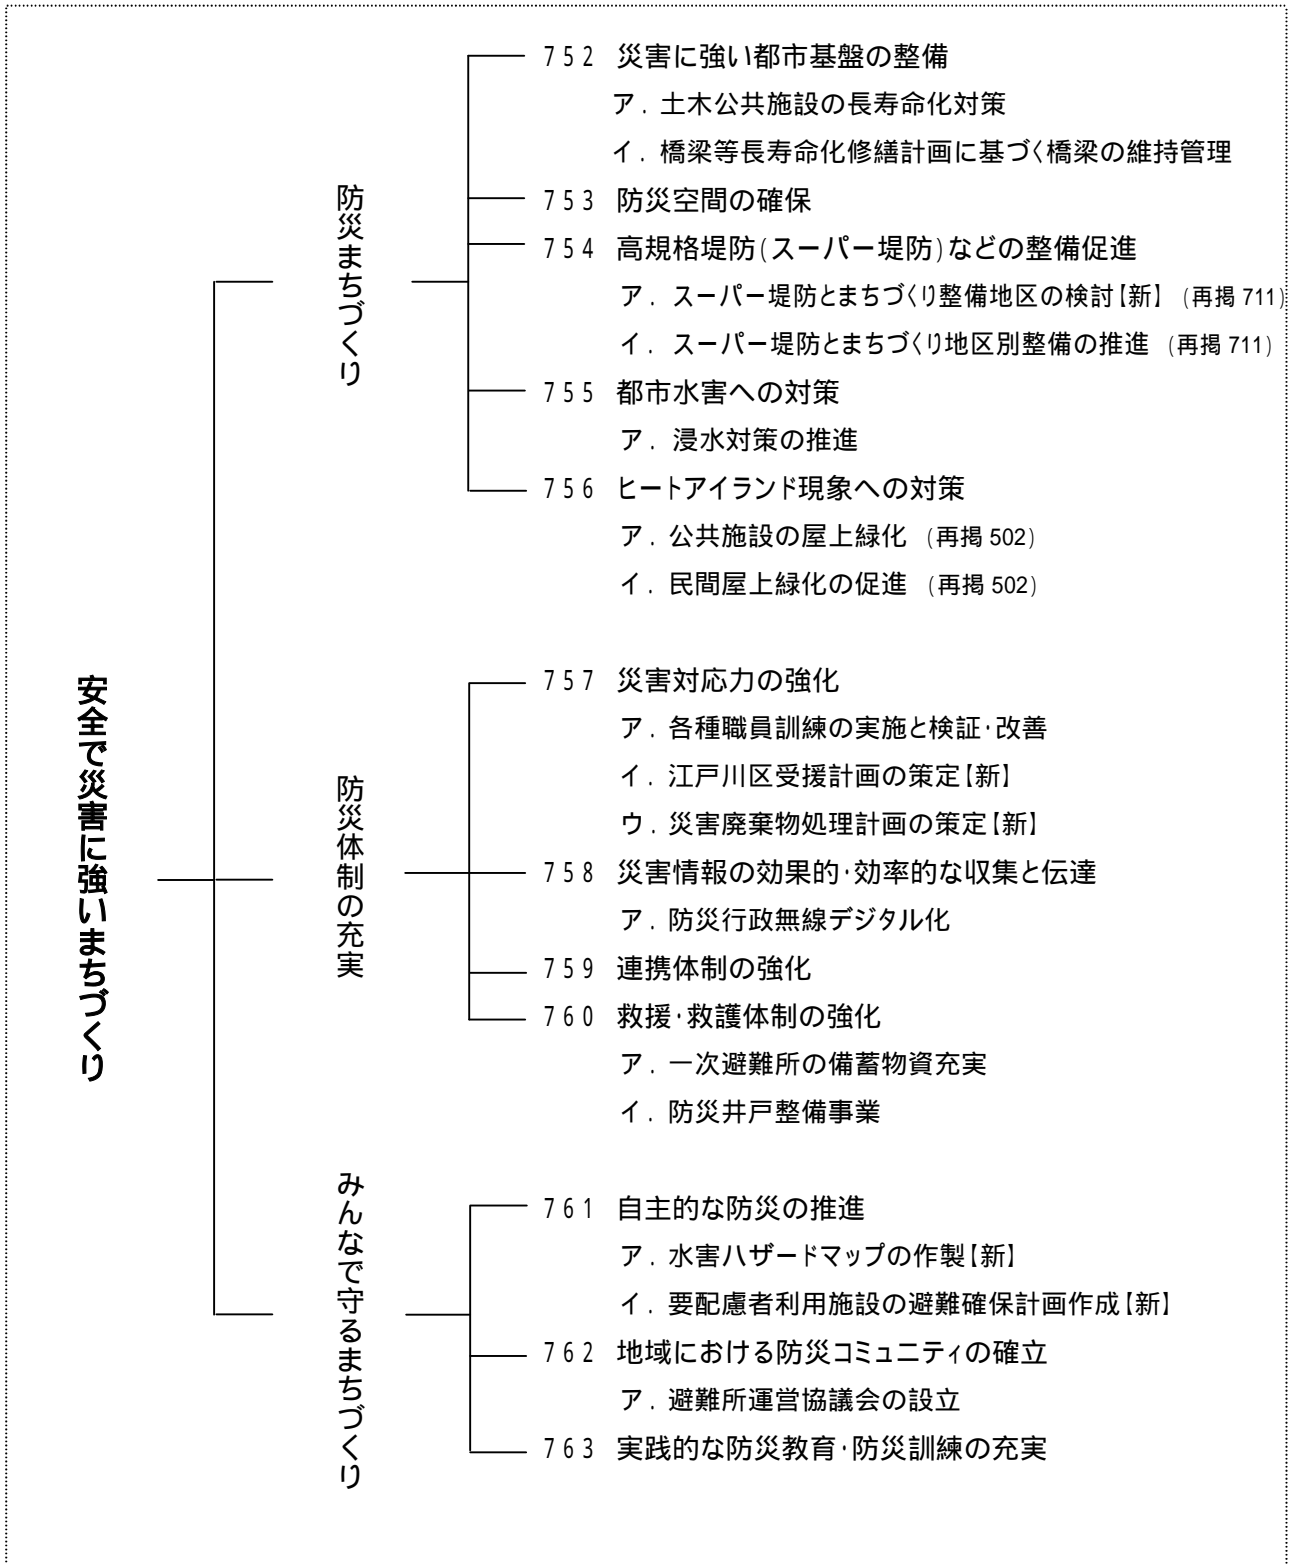 安全で災害に強いまちづくり
防災まちづくり
752 災害に強い都市基盤の整備
ア．土木公共施設の長寿命化対策
イ．橋梁等長寿命化修繕計画に基づく橋梁の維持管理
753 防災空間の確保
754 高規格堤防(スーパー堤防)などの整備促進
ア．スーパー堤防とまちづくり整備地区の検討【新】(再掲 711)
イ．スーパー堤防とまちづくり地区別整備の推進 (再掲 711)
755 都市水害への対策
ア．浸水対策の推進
756 ヒートアイランド現象への対策
ア．公共施設の屋上緑化 (再掲 502)
イ．民間屋上緑化の促進 (再掲 502)
防災体制の充実
757 災害対応力の強化
ア．各種職員訓練の実施と検証･改善
イ．江戸川区受援計画の策定【新】
ウ．災害廃棄物処理計画の策定【新】
758 災害情報の効果的･効率的な収集と伝達
ア．防災行政無線デジタル化
759 連携体制の強化
760 救援･救護体制の強化
ア．一次避難所の備蓄物資充実
イ．防災井戸整備事業
みんなで守るまちづくり
761 自主的な防災の推進
ア．水害ハザードマップの作製【新】
イ．要配慮者利用施設の避難確保計画作成【新】
762 地域における防災コミュニティの確立
ア．避難所運営協議会の設立
763 実践的な防災教育･防災訓練の充実